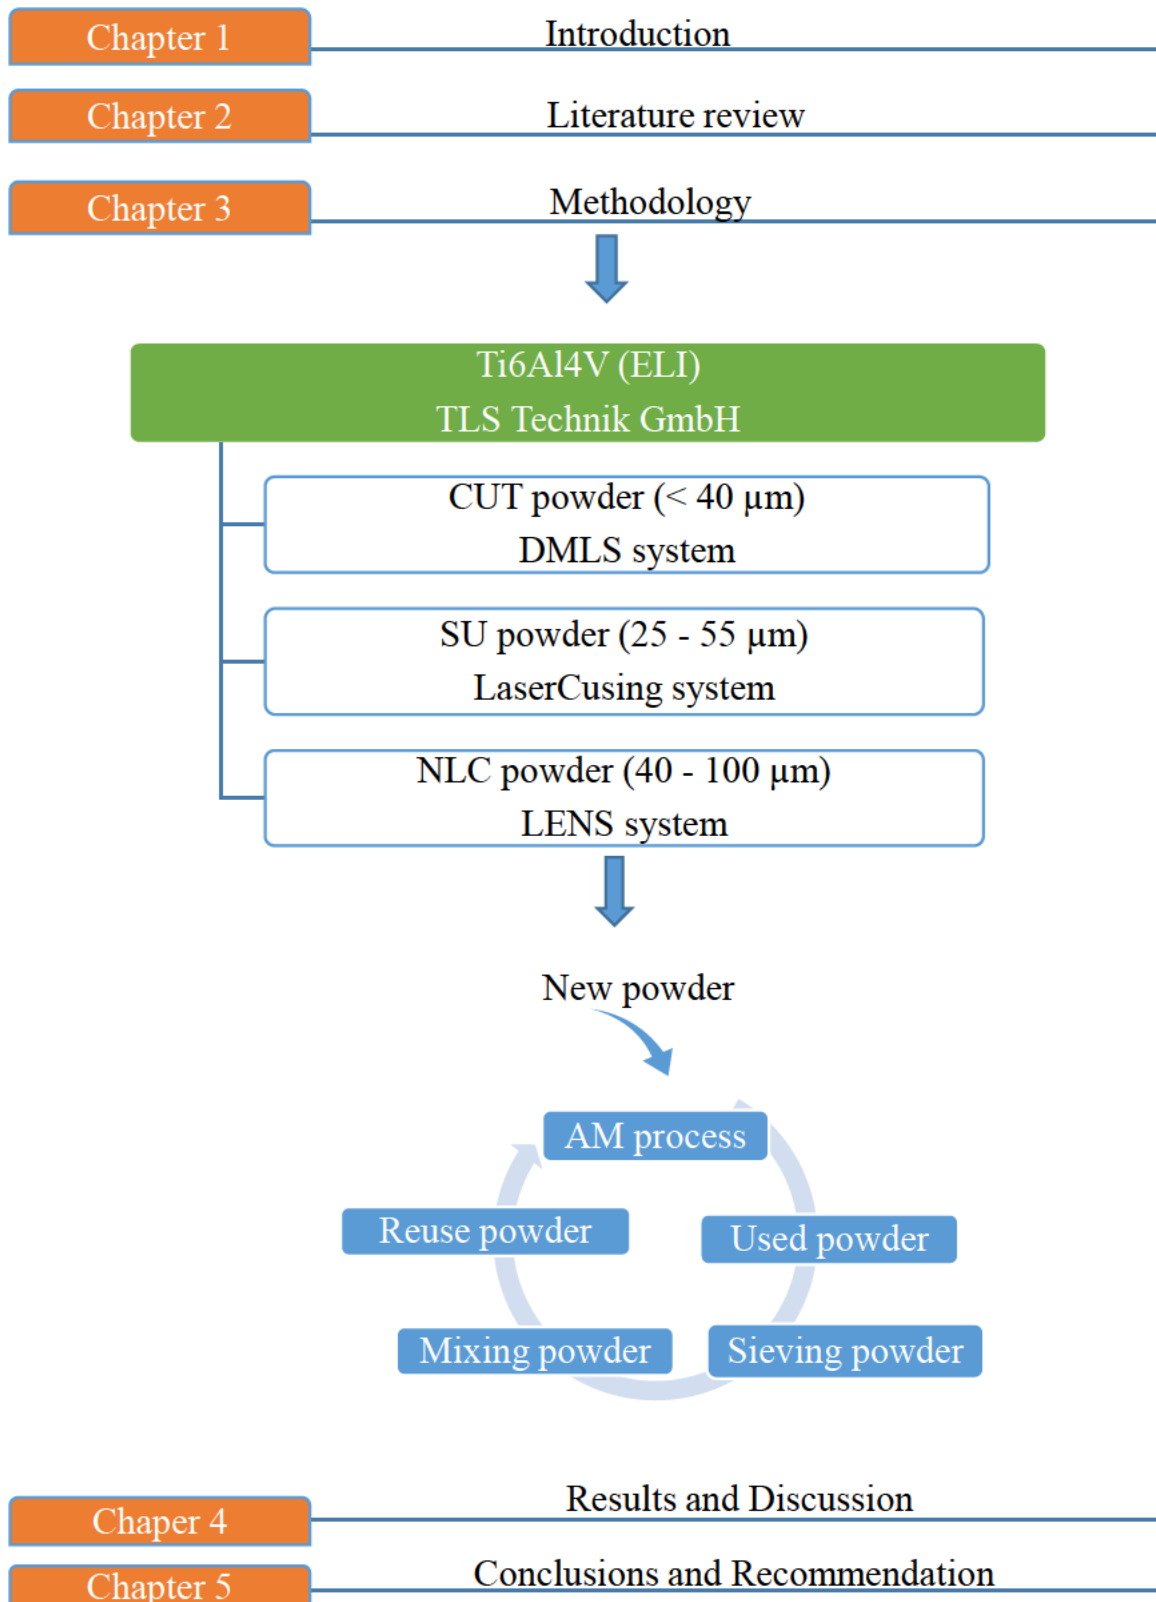 Chapter 1
Introduction
Chapter 2
Literature review
Chapter 3
Methodology
Ti6Al4V (ELI)
TLS Technik GmbH
CUT powder (< 40 µm)
DMLS system
SU powder (25 - 55 µm)
LaserCusing system
NLC powder (40 - 100 µm)
LENS system
New powder
AM process
Reuse powder
Used powder
Mixing powder
Sieving powder
Chaper 4
Results and Discussion
Chapter 5
Conclusions and Recommendation